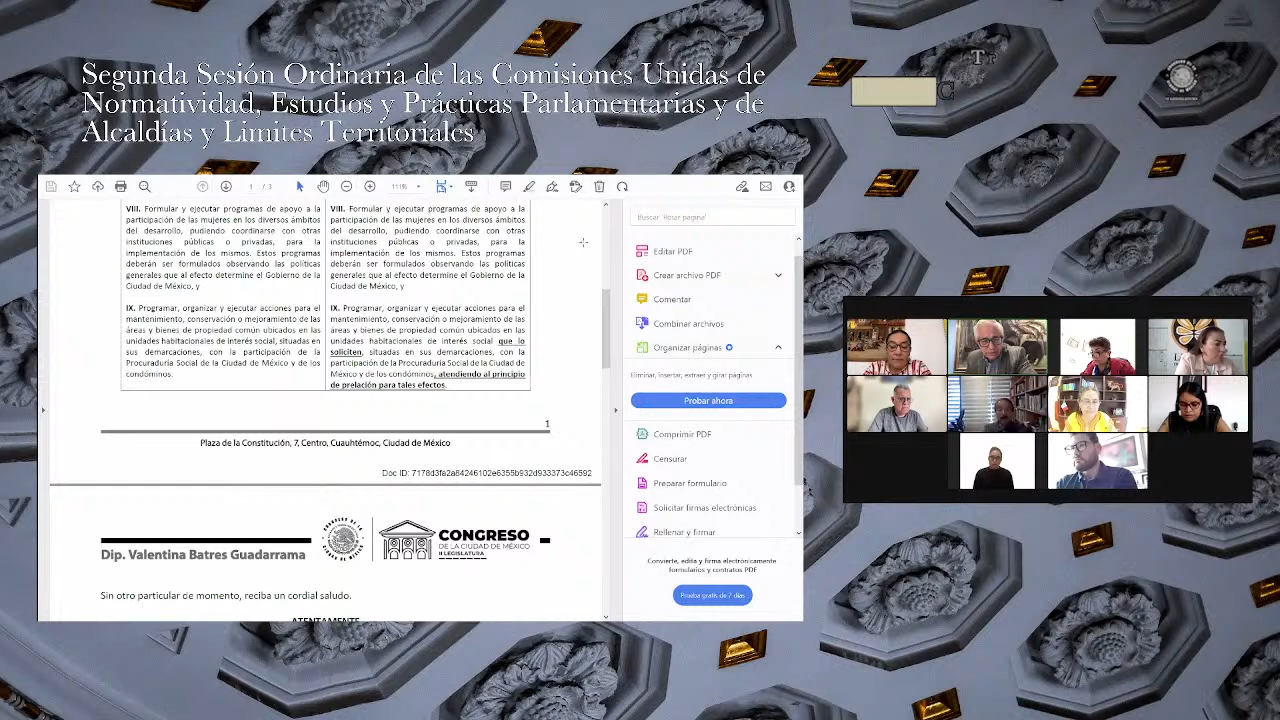 Segunda Sesión Ordinaria de las Comisiones Unidas de
Normatividad, Estudios y Prácticas Parlamentarias y de
Alcaldías y Limites Territoriales
1 / 3
111%
VIII. Formular y ejecutar programas de apoyo a la
participación de las mujeres en los diversos ámbitos
del desarrollo, pudiendo coordinarse con otras
instituciones públicas o privadas, para la
implementación de los mismos. Estos programas
deberán ser formulados observando las políticas
generales que al efecto determine el Gobierno de la
Ciudad de México, y
IX. Programar, organizar y ejecutar acciones para el
mantenimiento, conservación o mejoramiento de las
áreas y bienes de propiedad común ubicados en las
unidades habitacionales de interés social, situadas en
sus demarcaciones, con la participación de la
Procuraduría Social de la Ciudad de México y de los
condóminos.
VIII. Formular y ejecutar programas de apoyo a la
participación de las mujeres en los diversos ámbitos
del desarrollo, pudiendo coordinarse con otras
instituciones públicas o privadas, para la
implementación de los mismos. Estos programas
deberán ser formulados observando las políticas
generales que al efecto determine el Gobierno de la
Ciudad de México, y
IX. Programar, organizar y ejecutar acciones para el
mantenimiento, conservación o mejoramiento de las
áreas y bienes de propiedad común ubicados en las
unidades habitacionales de interés social que lo
soliciten, situadas en sus demarcaciones, con la
participación de la Procuraduría Social de la Ciudad de
México y de los condóminos, atendiendo al principio
de prelación para tales efectos.
1
Plaza de la Constitución, 7, Centro, Cuauhtémoc, Ciudad de México
Doc ID: 7178d3fa2a84246102e6355b932d933373c46592
Dip. Valentina Batres Guadarrama
CONGRESO
DE LA CIUDAD DE MÉXICO
II LEGISLATURA
Sin otro particular de momento, reciba un cordial saludo.
ATENTAMENTE
Buscar 'Rotar página'
Editar PDF
Crear archivo PDF
Comentar
Combinar archivos
Organizar páginas
Eliminar, insertar, extraer y girar páginas
Probar ahora
Comprimir PDF
Censurar
Preparar formulario
Solicitar firmas electrónicas
Rellenar y firmar
Convierte, edita y firma electrónicamente
formularios y contratos PDF
Prueba gratis de 7 días